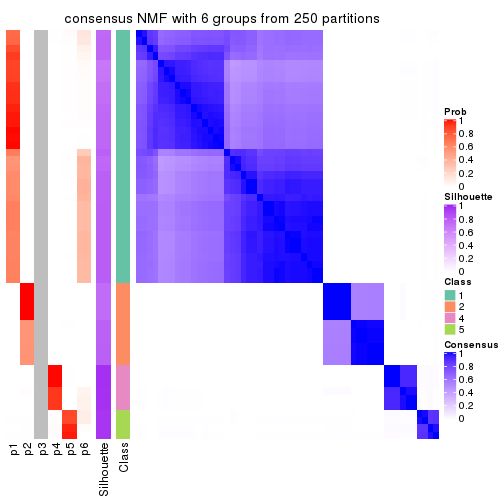 consensus NMF with 6 groups from 250 partitions
Prob
1
0.8
0.6
0.4
0.2
0
Silhouette
1
0.8
0.6
0.4
0.2
0
Class
1
2
4
5
Consensus
1
0.8
0.6
0.4
0.2
0
p1
p2
p3
p4
p5
p6
Silhouette
Class